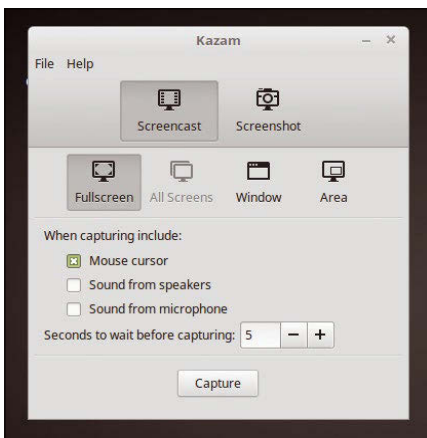 Kazam
File Help
Screencast Screenshot
Fullscreen All Screens Window Area
When capturing include:
Mouse cursor
Sound from speakers
Sound from microphone
Seconds to wait before capturing: 5 − +
Capture